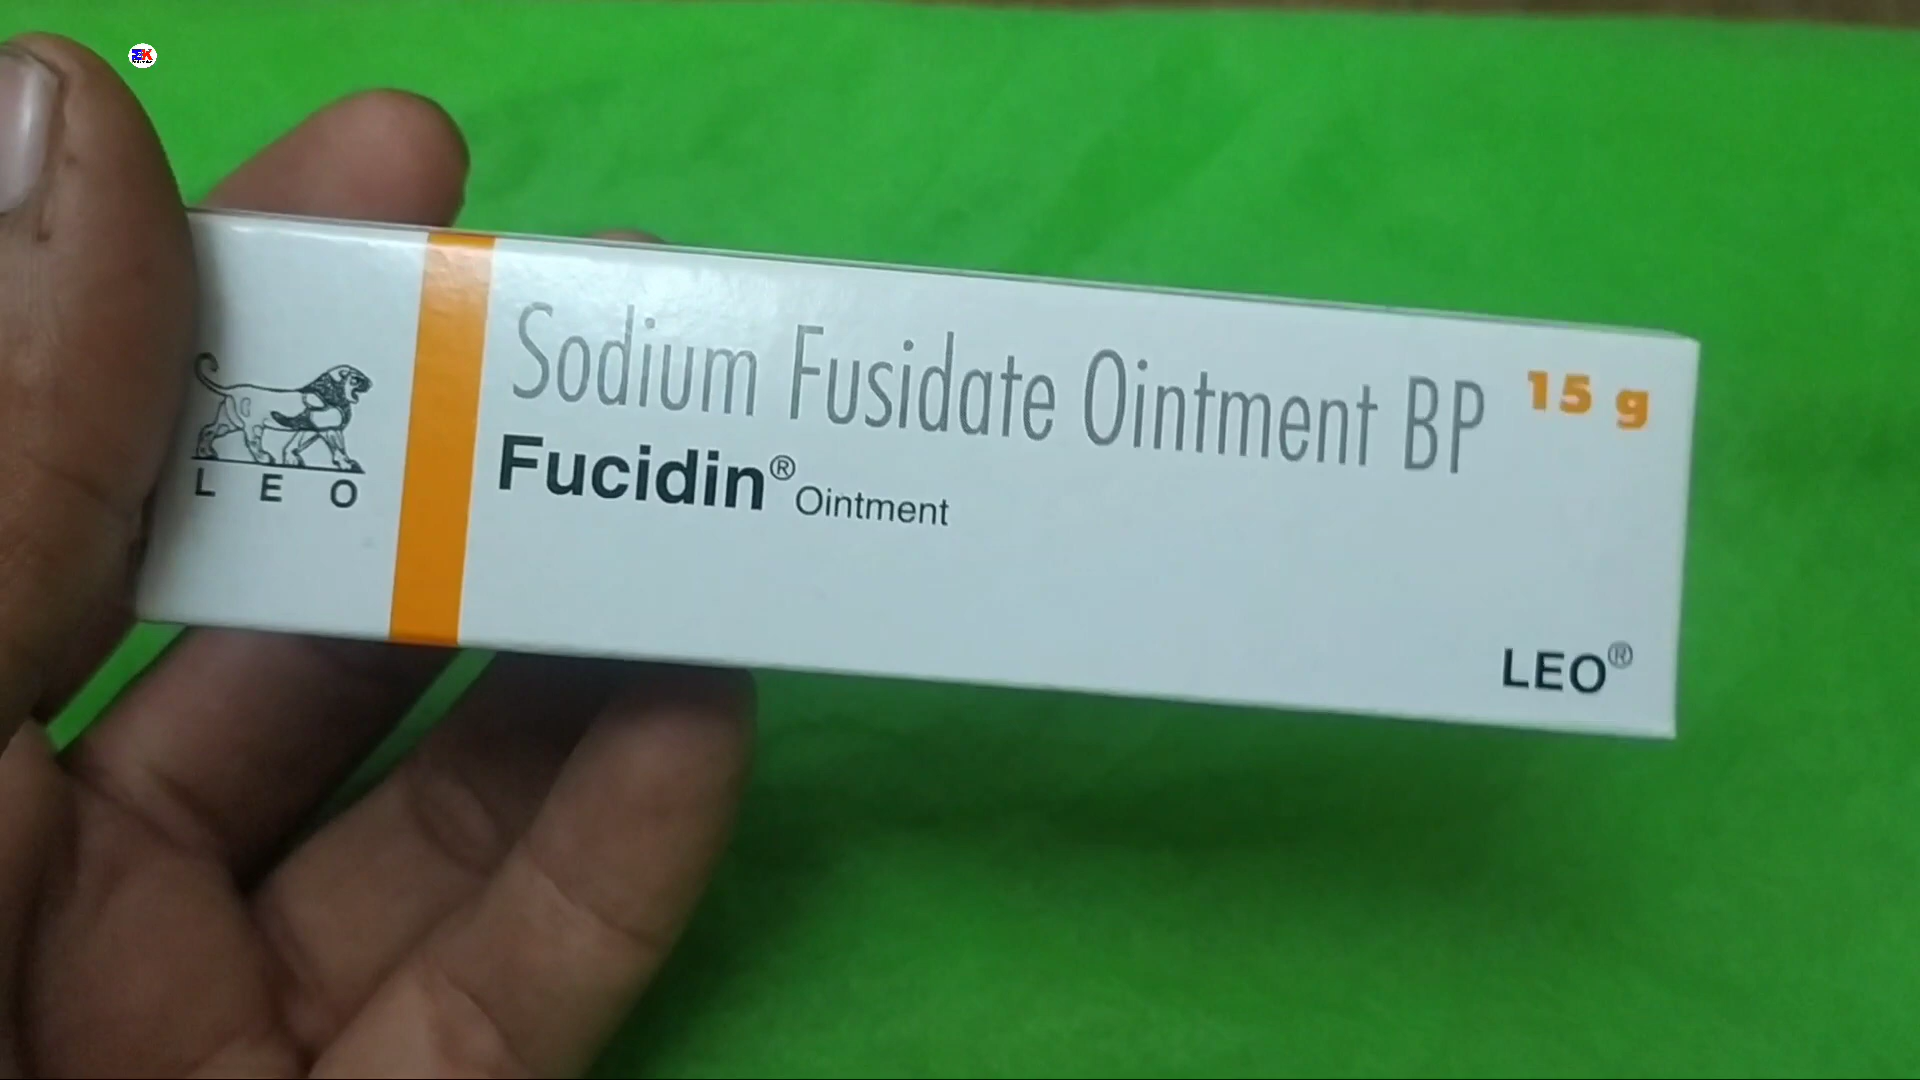 Sodium Fusidate Ointment BP 15 g
Fucidin® Ointment
L E O
LEO®